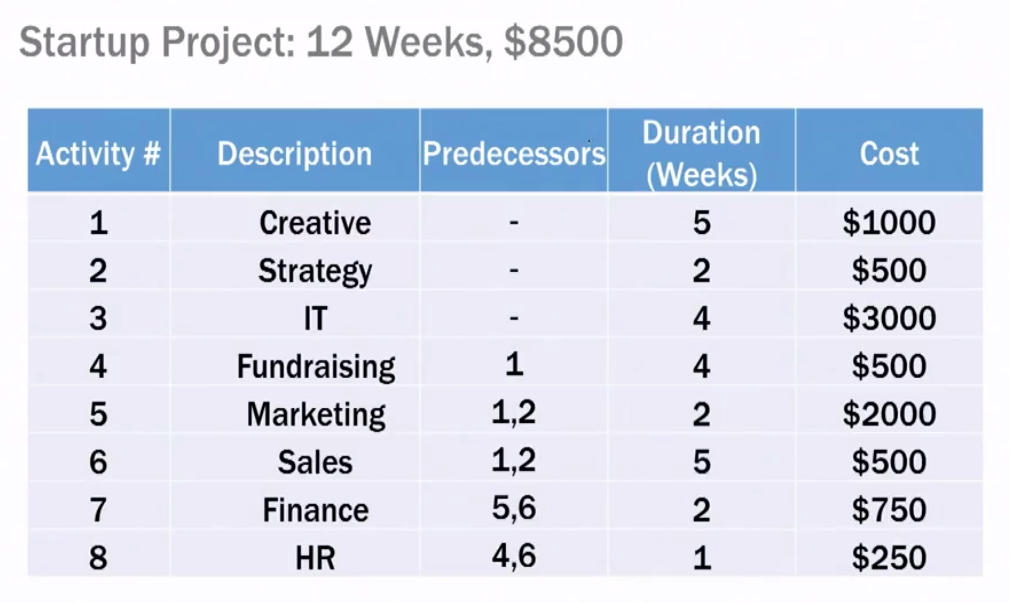 Startup Project: 12 Weeks, $8500
Activity # Description Predecessors Duration (Weeks) Cost
1 Creative - 5 $1000
2 Strategy - 2 $500
3 IT - 4 $3000
4 Fundraising 1 4 $500
5 Marketing 1,2 2 $2000
6 Sales 1,2 5 $500
7 Finance 5,6 2 $750
8 HR 4,6 1 $250